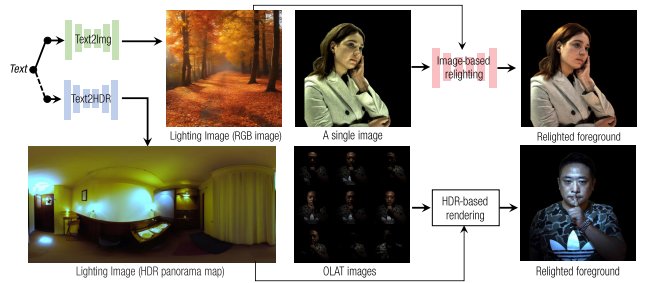 Text
Text2Img
Text2HDR
Lighting Image (RGB image)
A single image
Image-based
relighting
Relighted foreground
Lighting Image (HDR panorama map)
OLAT images
HDR-based
rendering
Relighted foreground